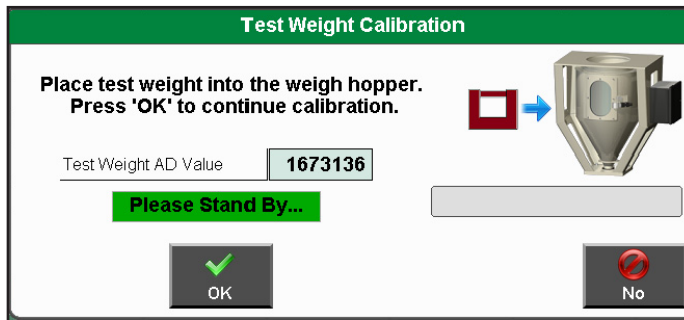 Test Weight Calibration
Place test weight into the weigh hopper.
Press 'OK' to continue calibration.
Test Weight AD Value 1673136
Please Stand By...
OK
No